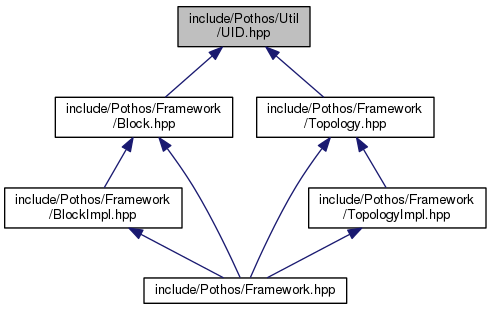 include/Pothos/Util
/UID.hpp
include/Pothos/Framework
/Block.hpp
include/Pothos/Framework
/Topology.hpp
include/Pothos/Framework
/BlockImpl.hpp
include/Pothos/Framework
/TopologyImpl.hpp
include/Pothos/Framework.hpp